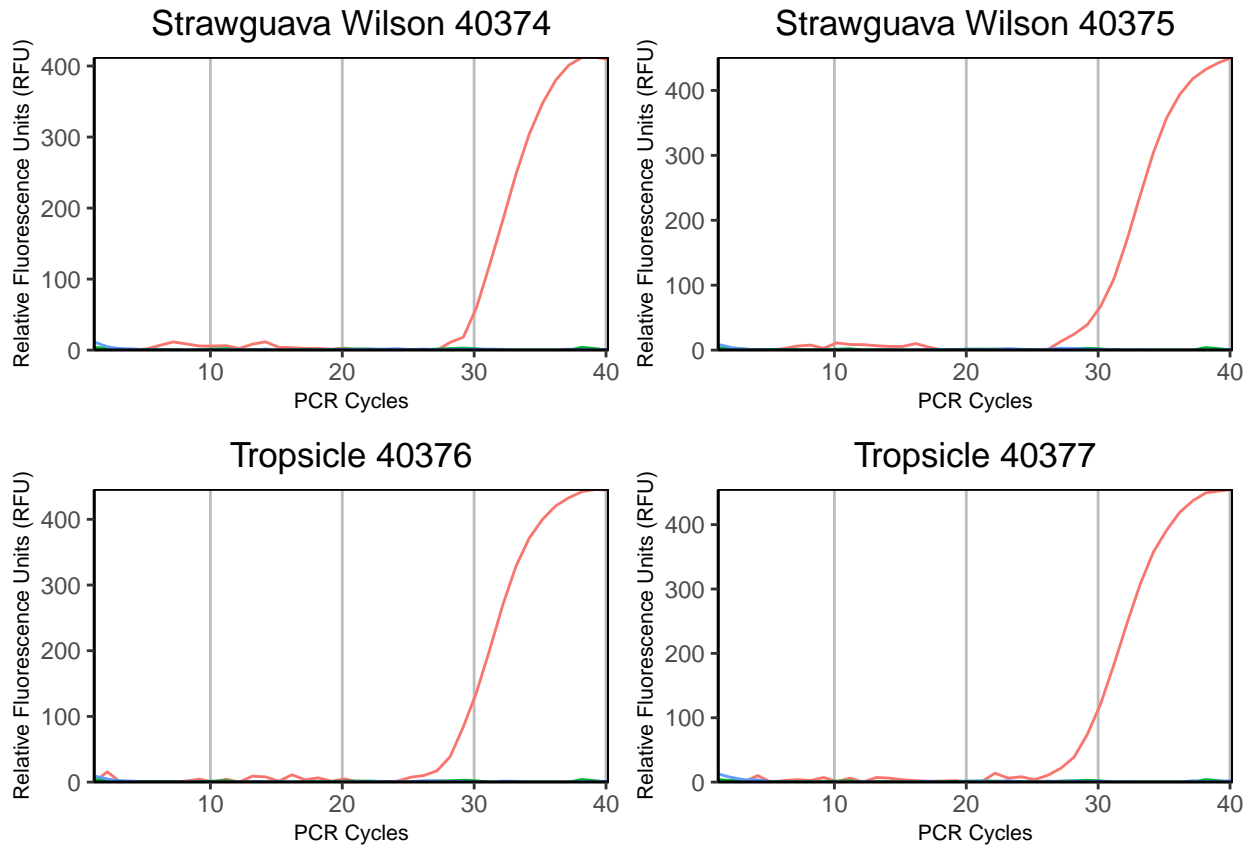 Strawguava Wilson 40374
Relative Fluorescence Units (RFU)
400
300
200
100
0
10 20 30 40
PCR Cycles
Strawguava Wilson 40375
Relative Fluorescence Units (RFU)
400
300
200
100
0
10 20 30 40
PCR Cycles
Tropsicle 40376
Relative Fluorescence Units (RFU)
400
300
200
100
0
10 20 30 40
PCR Cycles
Tropsicle 40377
Relative Fluorescence Units (RFU)
400
300
200
100
0
10 20 30 40
PCR Cycles